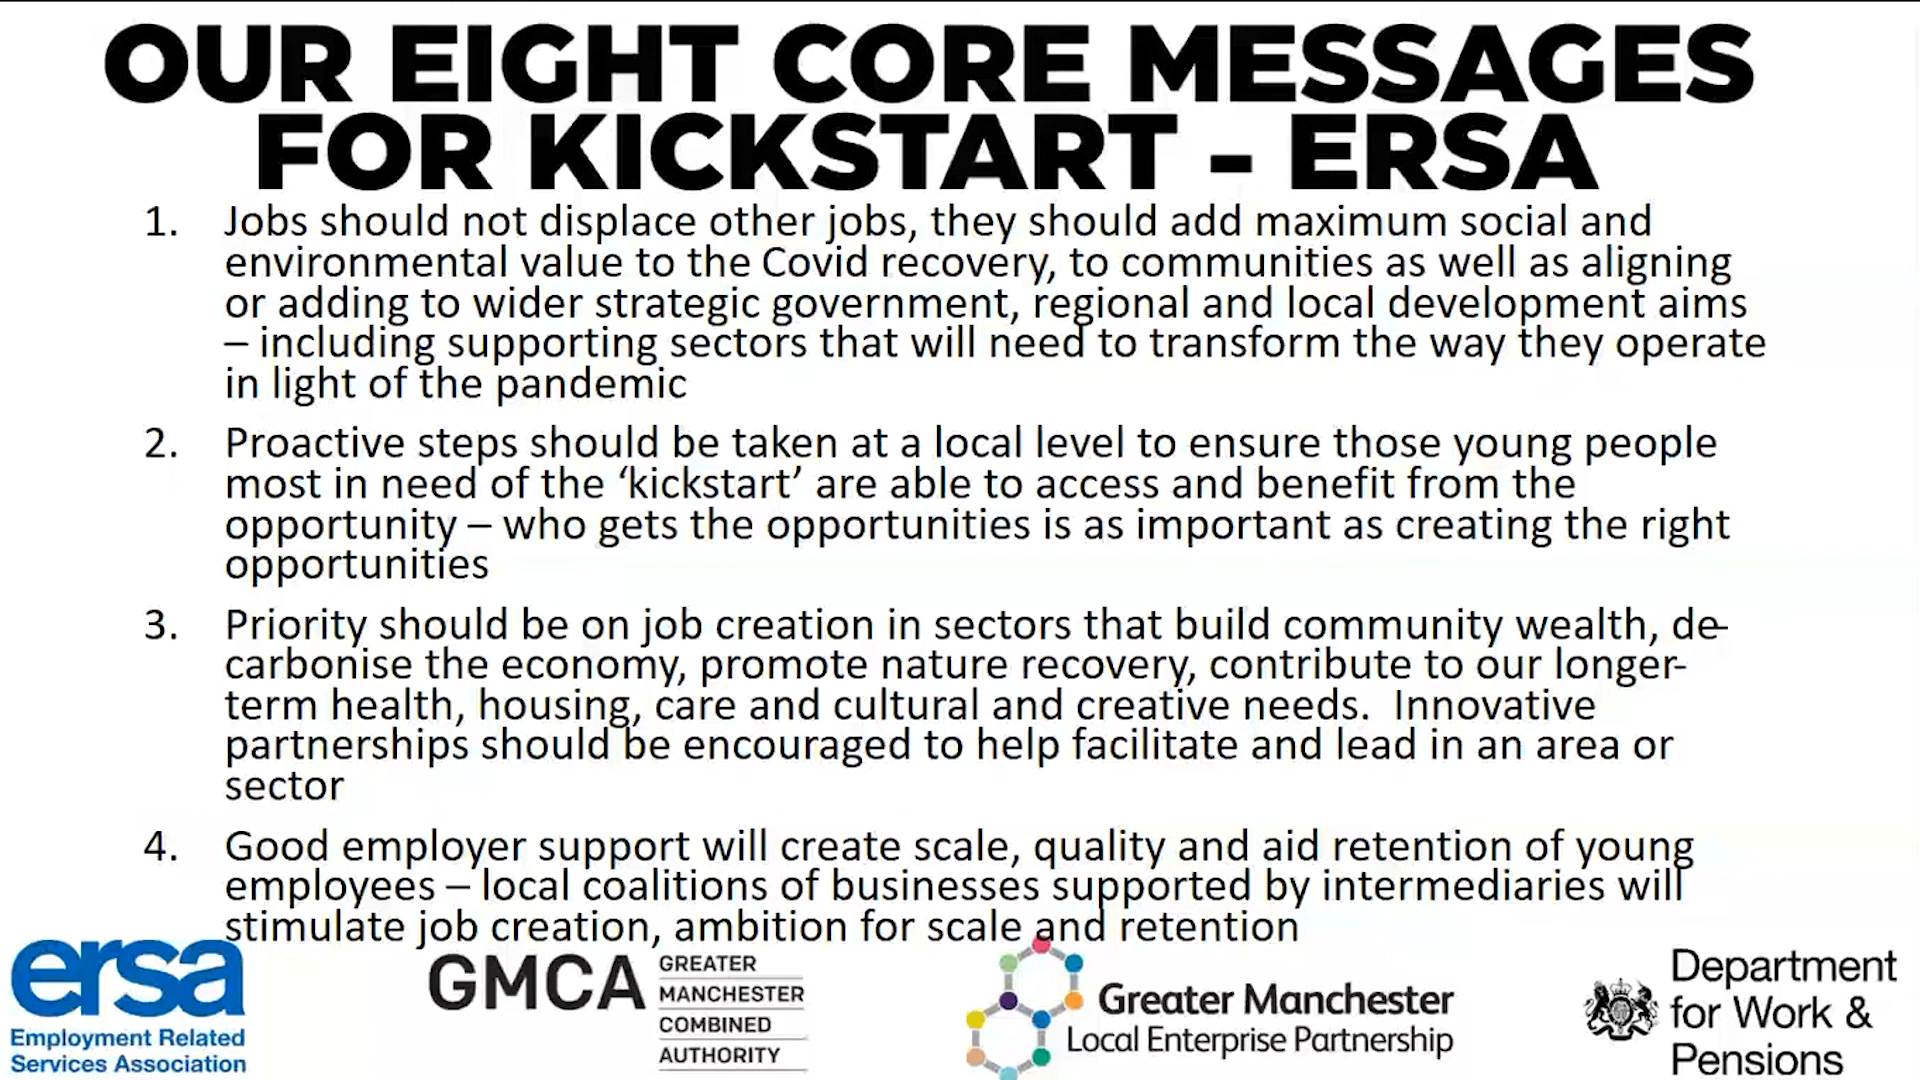 OUR EIGHT CORE MESSAGES
FOR KICKSTART - ERSA
1. Jobs should not displace other jobs, they should add maximum social and
environmental value to the Covid recovery, to communities as well as aligning
or adding to wider strategic government, regional and local development aims
– including supporting sectors that will need to transform the way they operate
in light of the pandemic
2. Proactive steps should be taken at a local level to ensure those young people
most in need of the ‘kickstart’ are able to access and benefit from the
opportunity – who gets the opportunities is as important as creating the right
opportunities
3. Priority should be on job creation in sectors that build community wealth, de-
carbonise the economy, promote nature recovery, contribute to our longer-
term health, housing, care and cultural and creative needs.  Innovative
partnerships should be encouraged to help facilitate and lead in an area or
sector
4. Good employer support will create scale, quality and aid retention of young
employees – local coalitions of businesses supported by intermediaries will
stimulate job creation, ambition for scale and retention
ersa
Employment Related
Services Association
GMCA
GREATER
MANCHESTER
COMBINED
AUTHORITY
Greater Manchester
Local Enterprise Partnership
Department
for Work &
Pensions